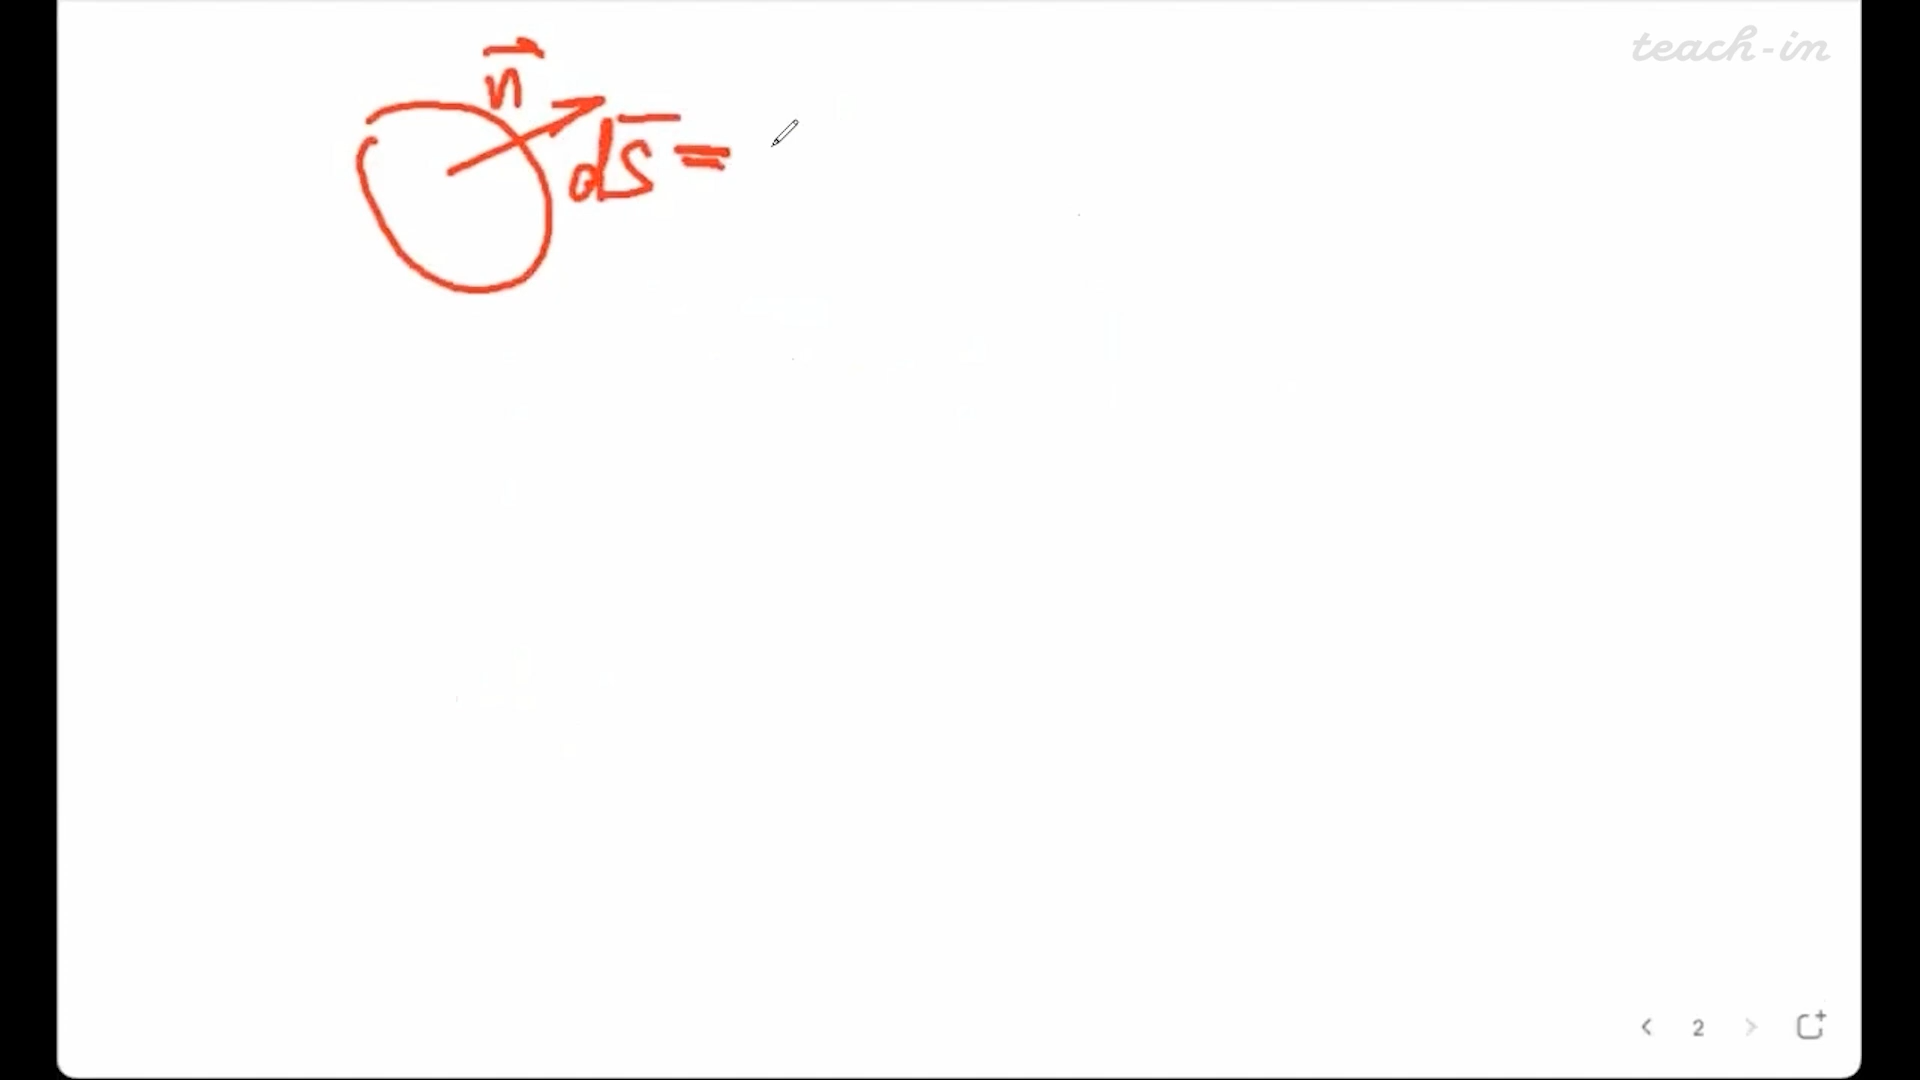 teach-in
n⃗
dS̅ =
2